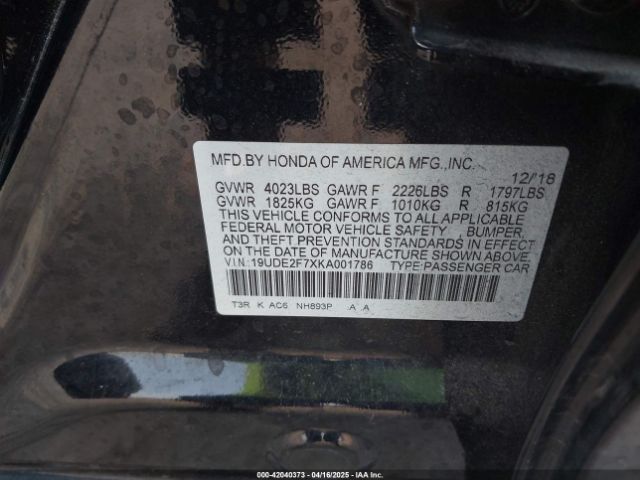 MFD.BY HONDA OF AMERICA MFG.,INC. 12/18
GVWR 4023LBS GAWR F 2226LBS R 1797LBS
GVWR 1825KG GAWR F 1010KG R 815KG
THIS VEHICLE CONFORMS TO ALL APPLICABLE
FEDERAL MOTOR VEHICLE SAFETY, BUMPER,
AND THEFT PREVENTION STANDARDS IN EFFECT
ON THE DATE OF MANUFACTURE SHOWN ABOVE.
V.I.N: 19UDE2F7XKA001786 TYPE:PASSENGER CAR
T3R K AC6 NH893P A A
000-42040373 - 04/16/2025 - IAAI Copart